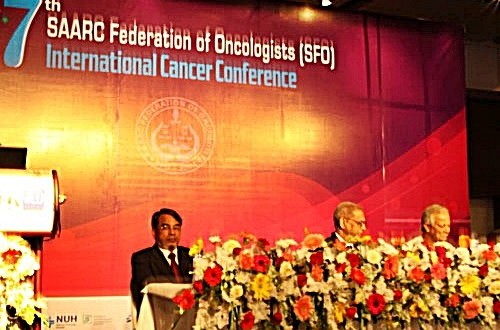 7th
SAARC Federation of Oncologists (SFO)
International Cancer Conference
NUH